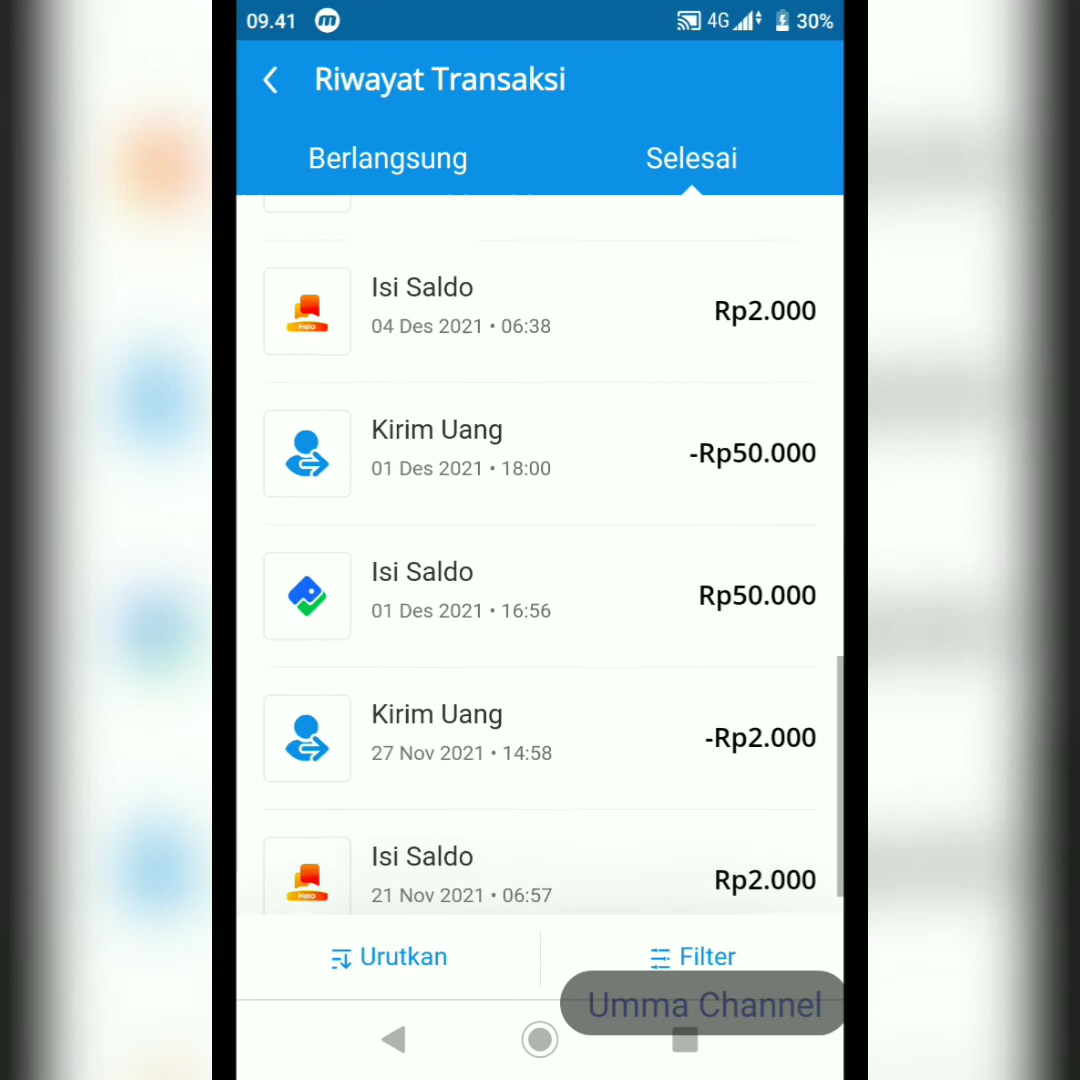 09.41 4G 30%
Riwayat Transaksi
Berlangsung Selesai
Isi Saldo
04 Des 2021 • 06:38
Rp2.000
Helo
Kirim Uang
01 Des 2021 • 18:00
-Rp50.000
Isi Saldo
01 Des 2021 • 16:56
Rp50.000
Kirim Uang
27 Nov 2021 • 14:58
-Rp2.000
Isi Saldo
21 Nov 2021 • 06:57
Rp2.000
Helo
Urutkan Filter
Umma Channel